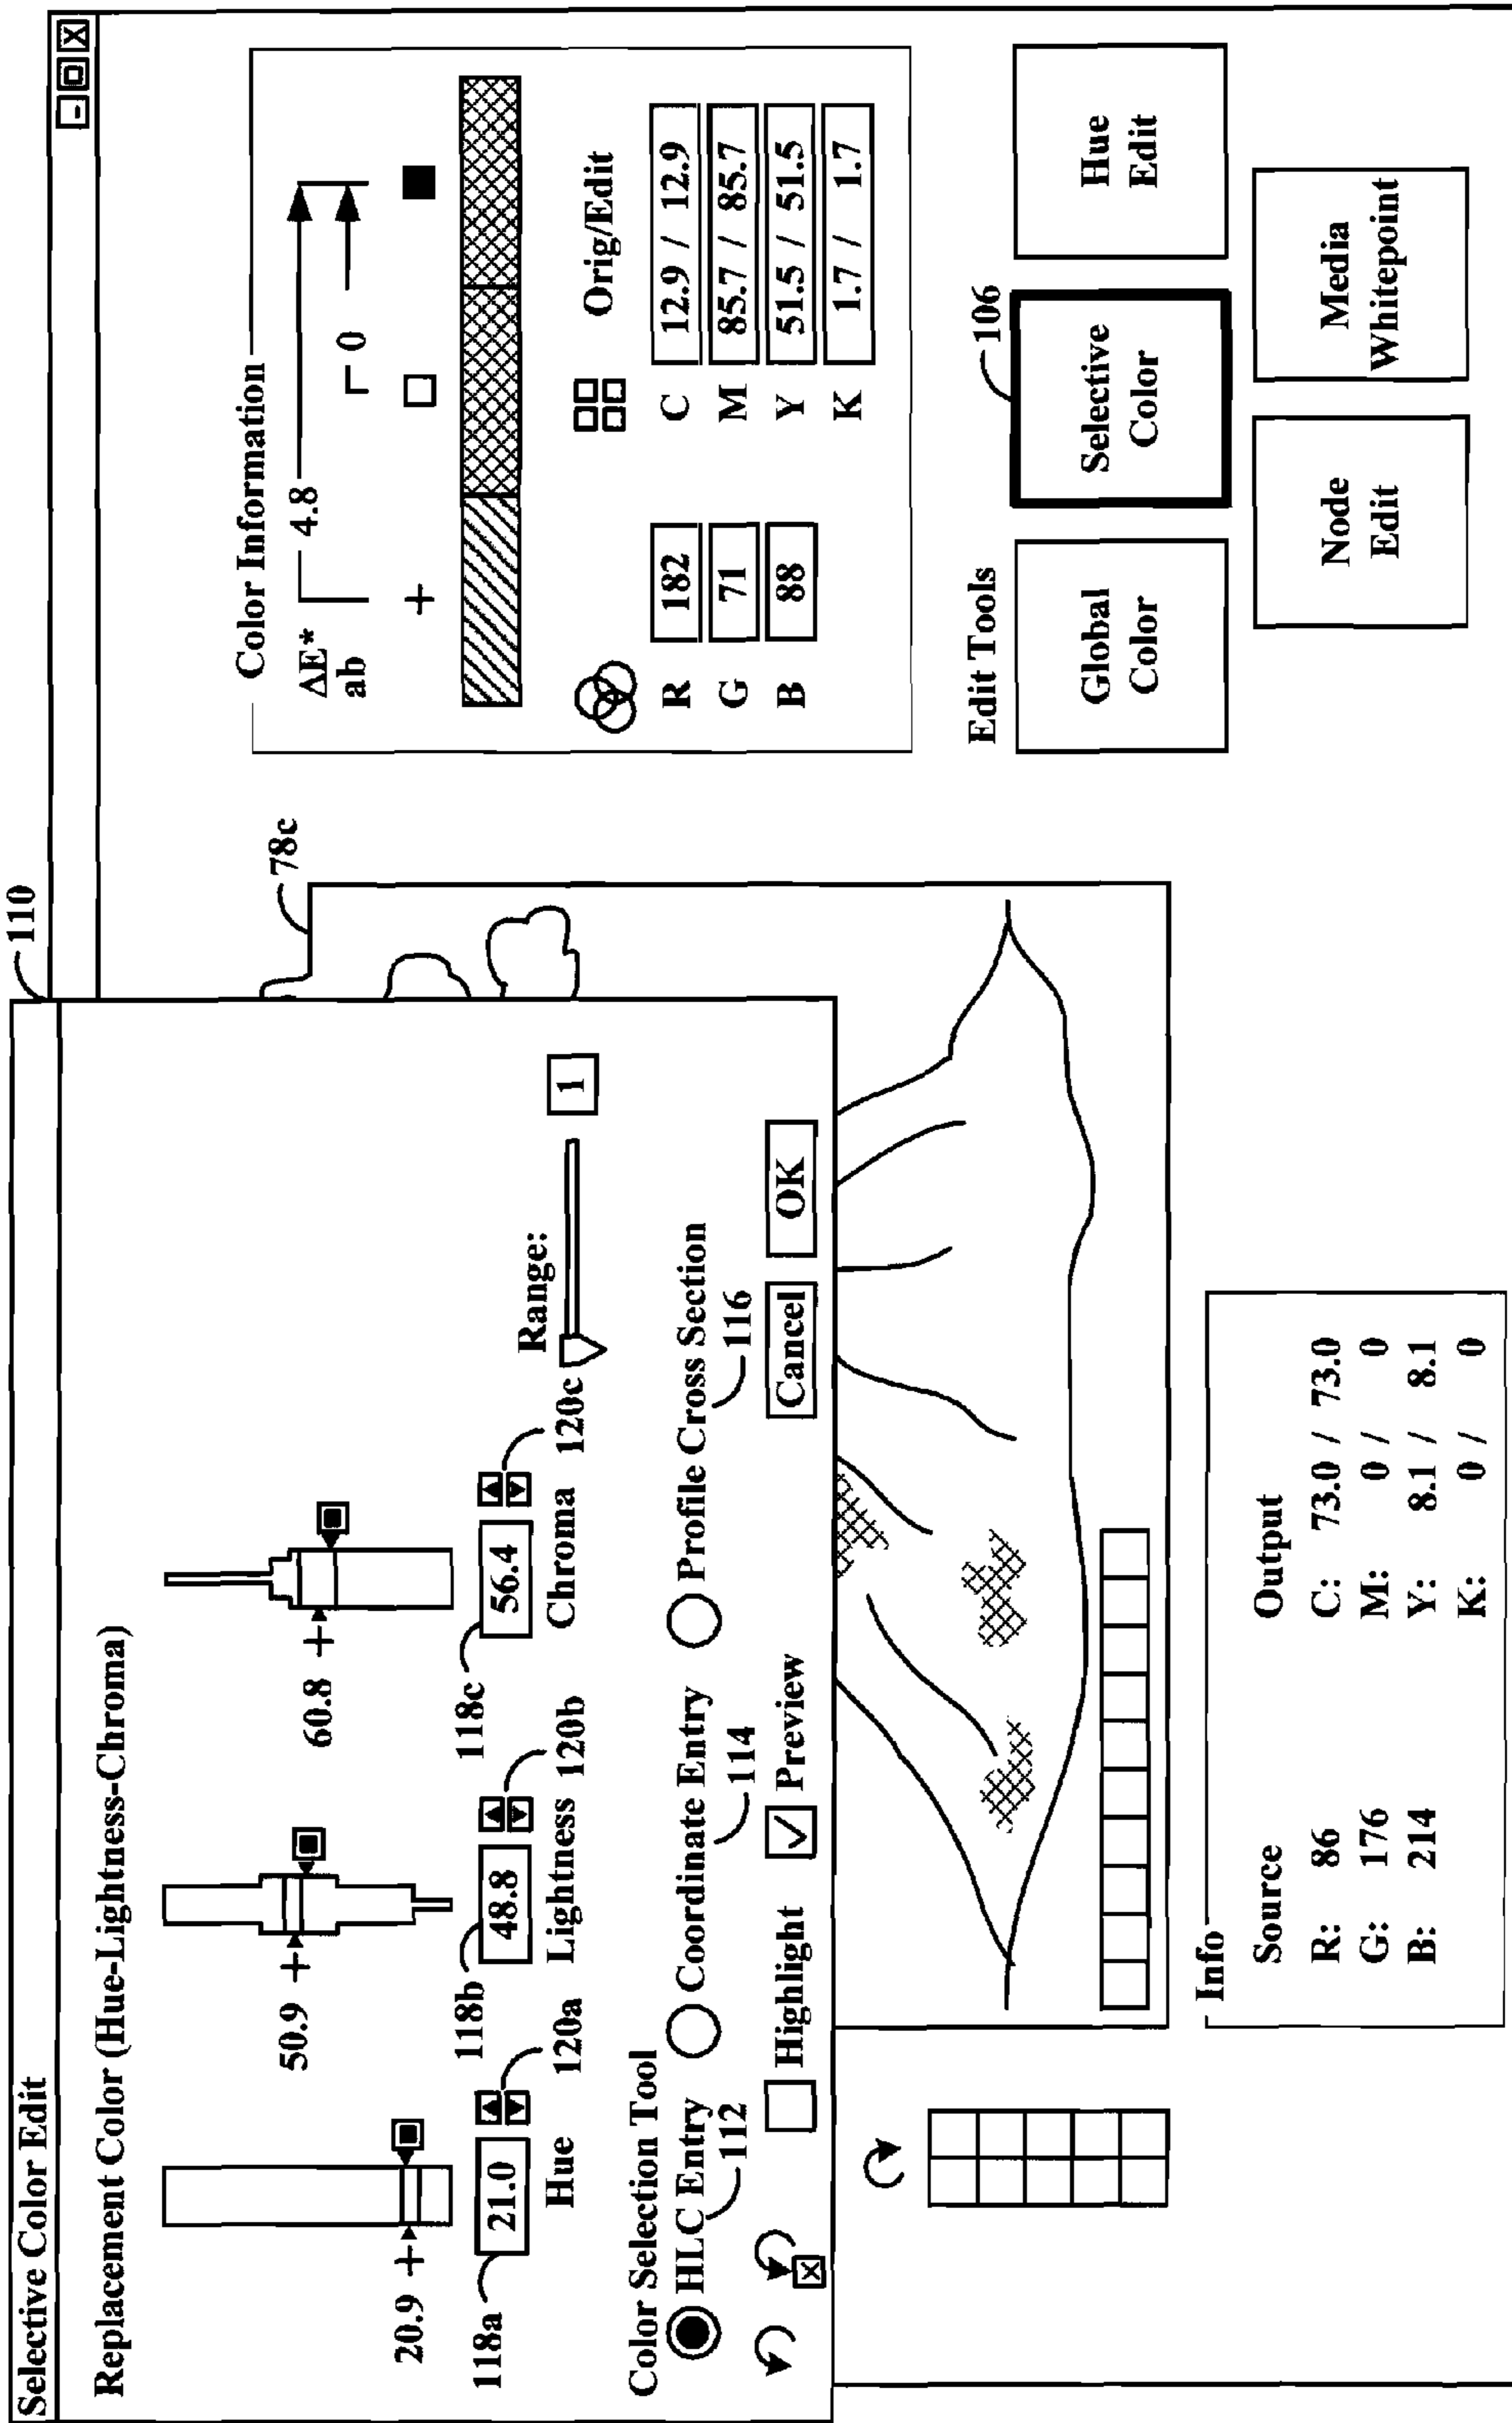 110
Selective Color Edit
Replacement Color (Hue-Lightness-Chroma)
20.9 +
50.9 +
60.8 +
118a
21.0
Hue
120a
118b
48.8
Lightness
120b
118c
56.4
Chroma
120c
Range:
1
Color Selection Tool
HLC Entry
112
Coordinate Entry
114
Profile Cross Section
116
Highlight
Preview
Cancel
OK
78c
Color Information
ΔE*
ab
4.8
0
+
Orig/Edit
R 182
G 71
B 88
C 12.9 / 12.9
M 85.7 / 85.7
Y 51.5 / 51.5
K 1.7 / 1.7
Edit Tools
106
Global
Color
Selective
Color
Hue
Edit
Node
Edit
Media
Whitepoint
Info
Source
R: 86
G: 176
B: 214
Output
C: 73.0 / 73.0
M: 0 / 0
Y: 8.1 / 8.1
K: 0 / 0